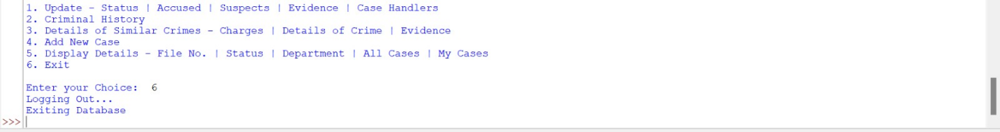 1. Update - Status | Accused | Suspects | Evidence | Case Handlers
2. Criminal History
3. Details of Similar Crimes - Charges | Details of Crime | Evidence
4. Add New Case
5. Display Details - File No. | Status | Department | All Cases | My Cases
6. Exit
Enter your Choice:  6
Logging Out...
Exiting Database
>>>